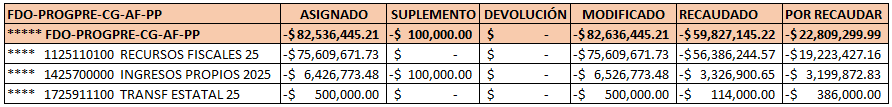 FDO-PROGPRE-CG-AF-PP ASIGNADO SUPLEMENTO DEVOLUCIÓN MODIFICADO RECAUDADO POR RECAUDAR
***** FDO-PROGPRE-CG-AF-PP -$82,536,445.21 -$ 100,000.00 $ - -$82,636,445.21 -$59,827,145.22 -$22,809,299.99
**** 1125110100 RECURSOS FISCALES 25 -$75,609,671.73 $ - $ - -$75,609,671.73 -$56,386,244.57 -$19,223,427.16
**** 1425700000 INGRESOS PROPIOS 2025 -$ 6,426,773.48 -$ 100,000.00 $ - -$ 6,526,773.48 -$ 3,326,900.65 -$ 3,199,872.83
**** 1725911100 TRANSF ESTATAL 25 -$ 500,000.00 $ - $ - -$ 500,000.00 -$ 114,000.00 -$ 386,000.00